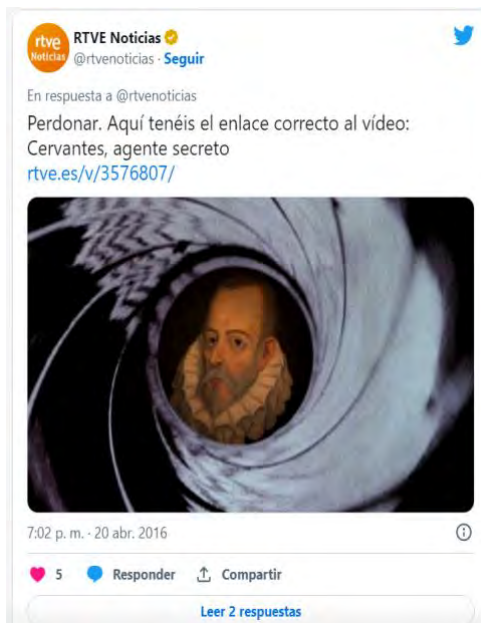 rtve
Noticias
RTVE Noticias
@rtvenoticias · Seguir
En respuesta a @rtvenoticias
Perdonar. Aquí tenéis el enlace correcto al vídeo:
Cervantes, agente secreto
rtve.es/v/3576807/
7:02 p. m. · 20 abr. 2016
5 Responder Compartir
Leer 2 respuestas